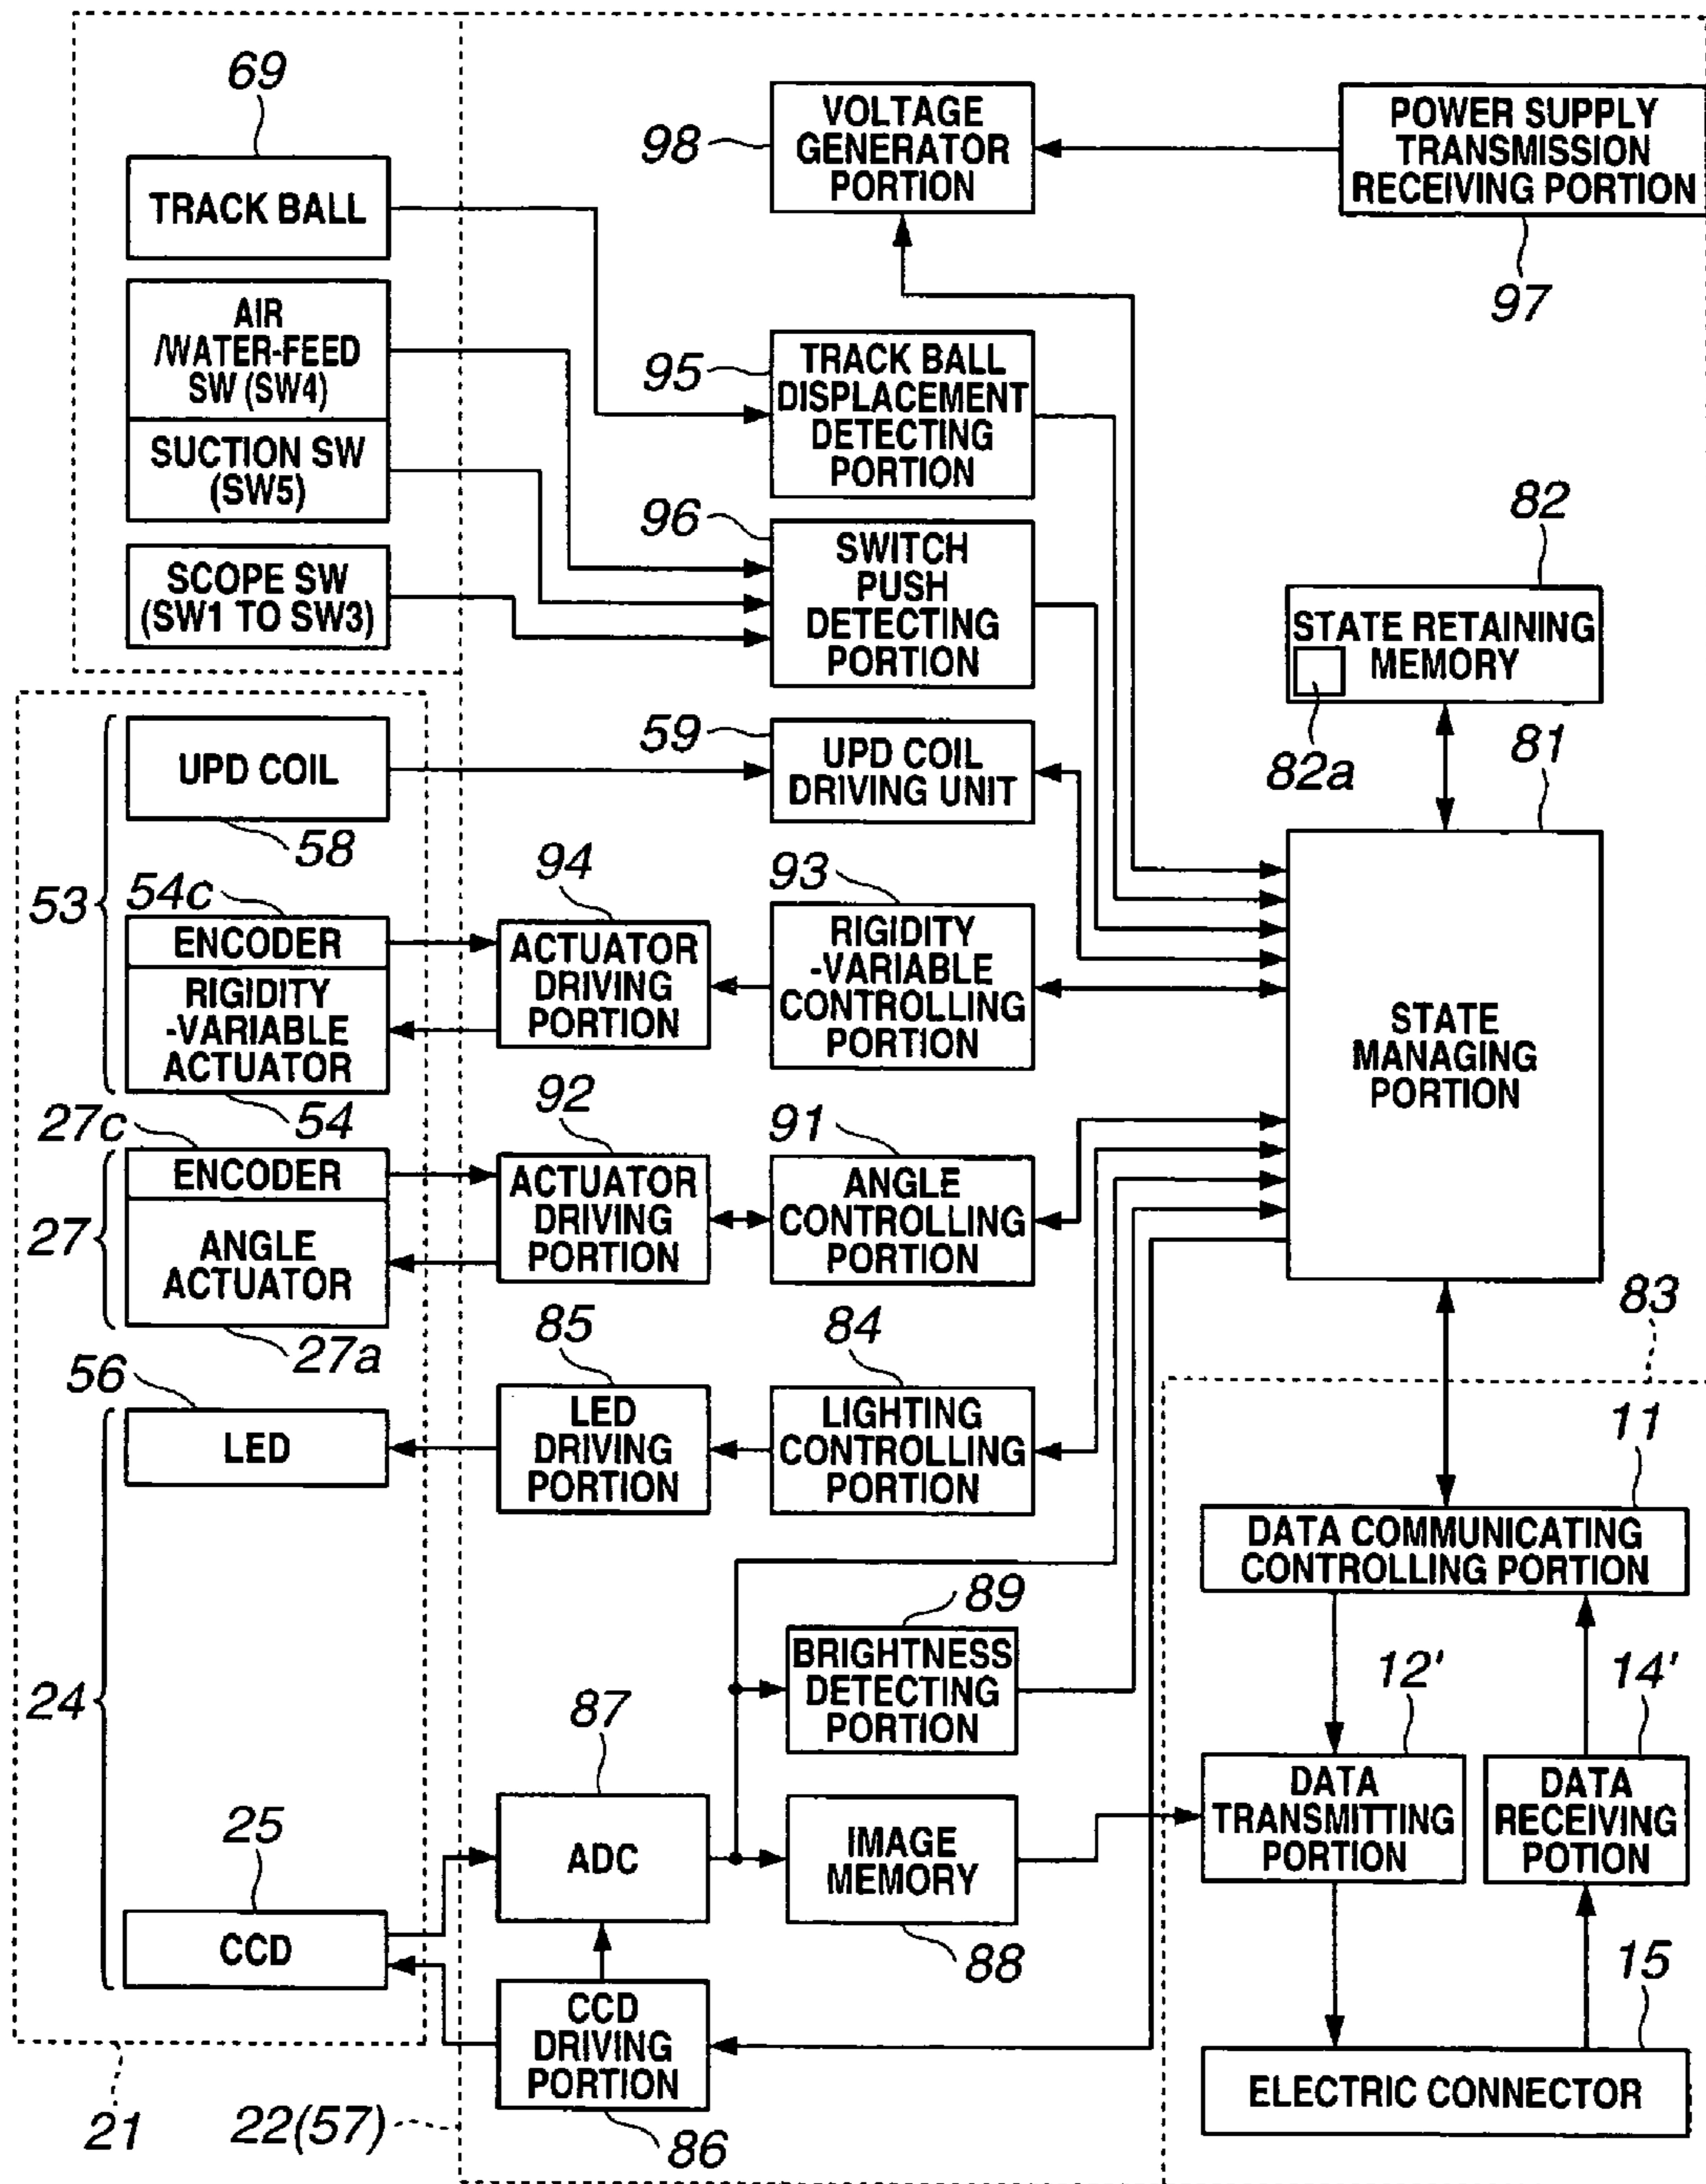 69
TRACK BALL
AIR
/WATER-FEED
SW (SW4)
SUCTION SW
(SW5)
SCOPE SW
(SW1 TO SW3)
98
VOLTAGE
GENERATOR
PORTION
POWER SUPPLY
TRANSMISSION
RECEIVING PORTION
97
95
TRACK BALL
DISPLACEMENT
DETECTING
PORTION
96
SWITCH
PUSH
DETECTING
PORTION
82
STATE RETAINING
MEMORY
82a
81
STATE
MANAGING
PORTION
53
UPD COIL
58
59
UPD COIL
DRIVING UNIT
54c
ENCODER
RIGIDITY
-VARIABLE
ACTUATOR
54
94
ACTUATOR
DRIVING
PORTION
93
RIGIDITY
-VARIABLE
CONTROLLING
PORTION
27c
27
ENCODER
ANGLE
ACTUATOR
27a
92
ACTUATOR
DRIVING
PORTION
91
ANGLE
CONTROLLING
PORTION
56
24
LED
85
LED
DRIVING
PORTION
84
LIGHTING
CONTROLLING
PORTION
83
11
DATA COMMUNICATING
CONTROLLING PORTION
89
BRIGHTNESS
DETECTING
PORTION
87
ADC
IMAGE
MEMORY
88
12'
DATA
TRANSMITTING
PORTION
14'
DATA
RECEIVING
POTION
25
CCD
CCD
DRIVING
PORTION
86
15
ELECTRIC CONNECTOR
21
22(57)